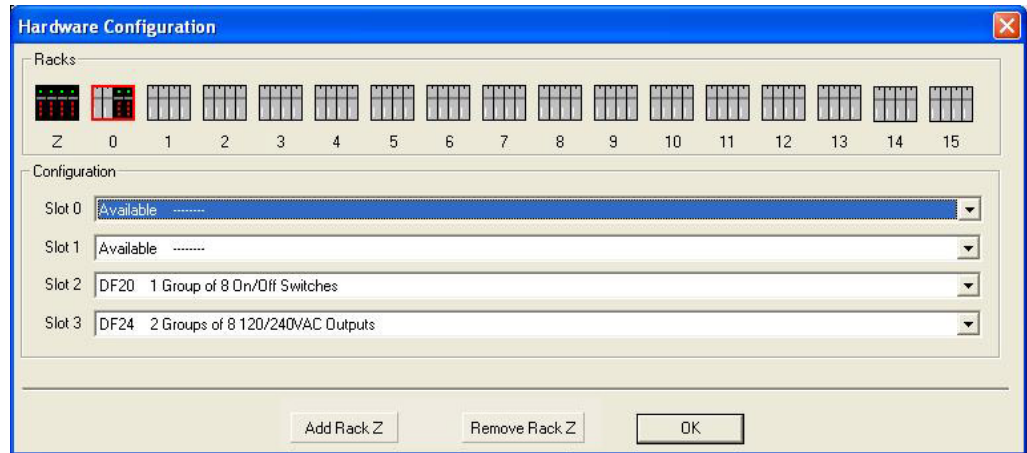 Hardware Configuration
Racks
Z 0 1 2 3 4 5 6 7 8 9 10 11 12 13 14 15
Configuration
Slot 0 Available --------
Slot 1 Available --------
Slot 2 DF20 1 Group of 8 On/Off Switches
Slot 3 DF24 2 Groups of 8 120/240VAC Outputs
Add Rack Z Remove Rack Z OK